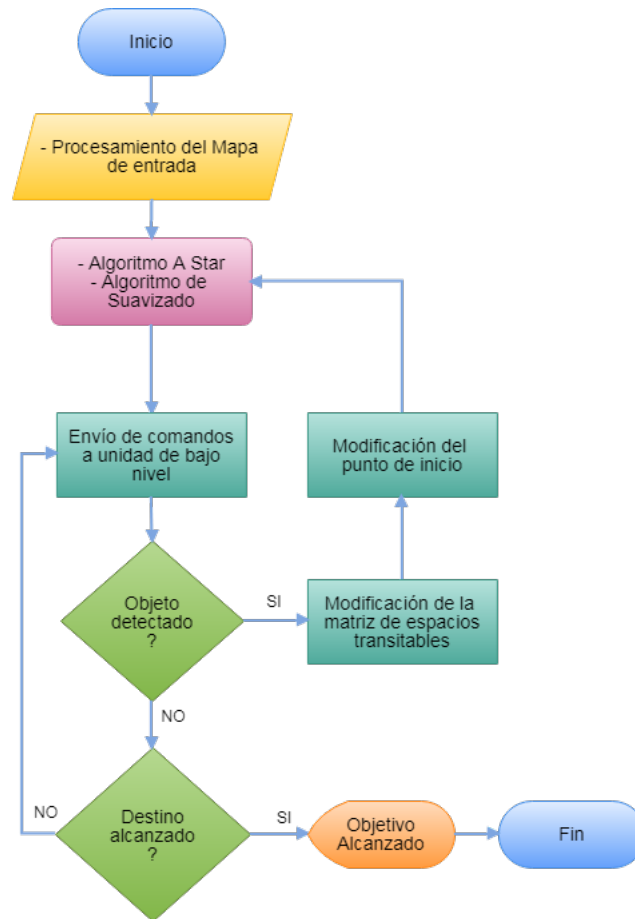 Inicio
- Procesamiento del Mapa
de entrada
- Algoritmo A Star
- Algoritmo de
Suavizado
Envío de comandos
a unidad de bajo
nivel
Modificación del
punto de inicio
Objeto
detectado
?
SI
Modificación de la
matriz de espacios
transitables
NO
NO
Destino
alcanzado
?
SI
Objetivo
Alcanzado
Fin